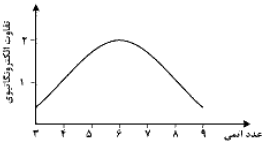 تفاوت الکترونگاتیوی
۲
۱
۳ ۴ ۵ ۶ ۷ ۸ ۹
عدد اتمی